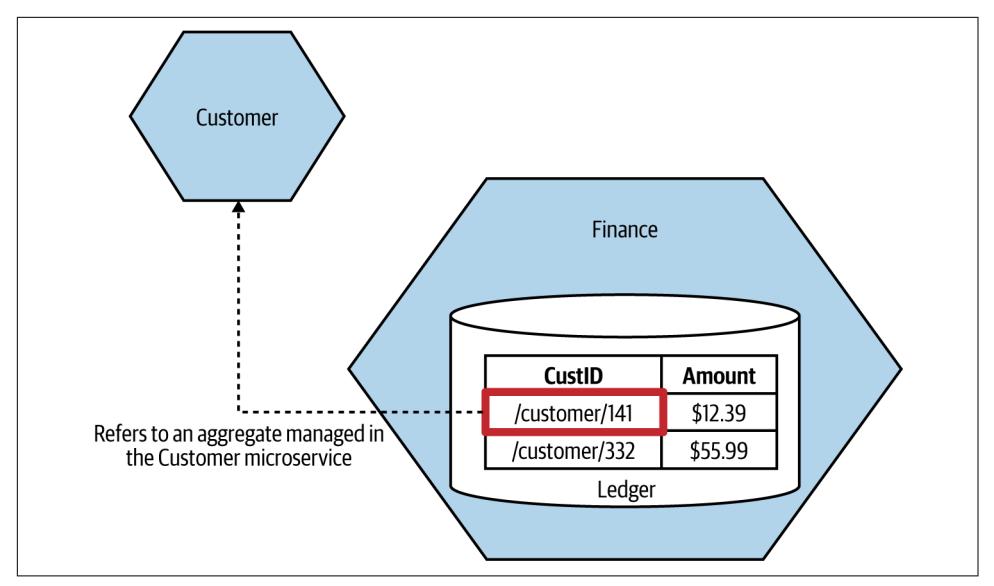 Customer
Finance
CustID Amount
/customer/141 $12.39
/customer/332 $55.99
Ledger
Refers to an aggregate managed in
the Customer microservice